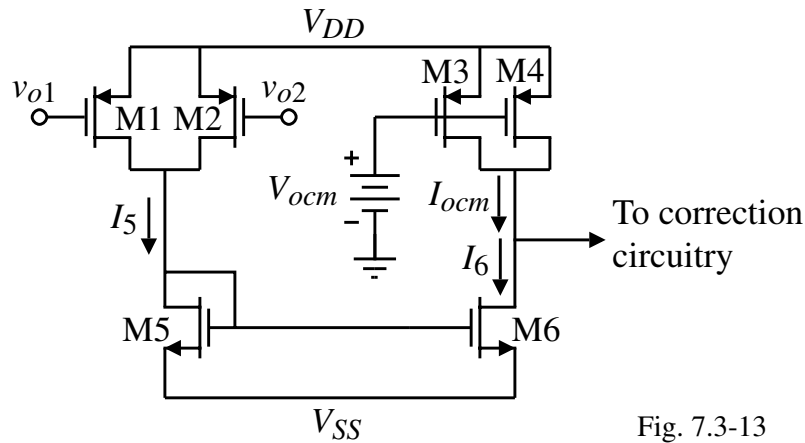 V_DD
v_o1
M1
M2
v_o2
M3
M4
+
V_ocm
−
I_ocm
I_5
I_6
To correction
circuitry
M5
M6
V_SS
Fig. 7.3-13